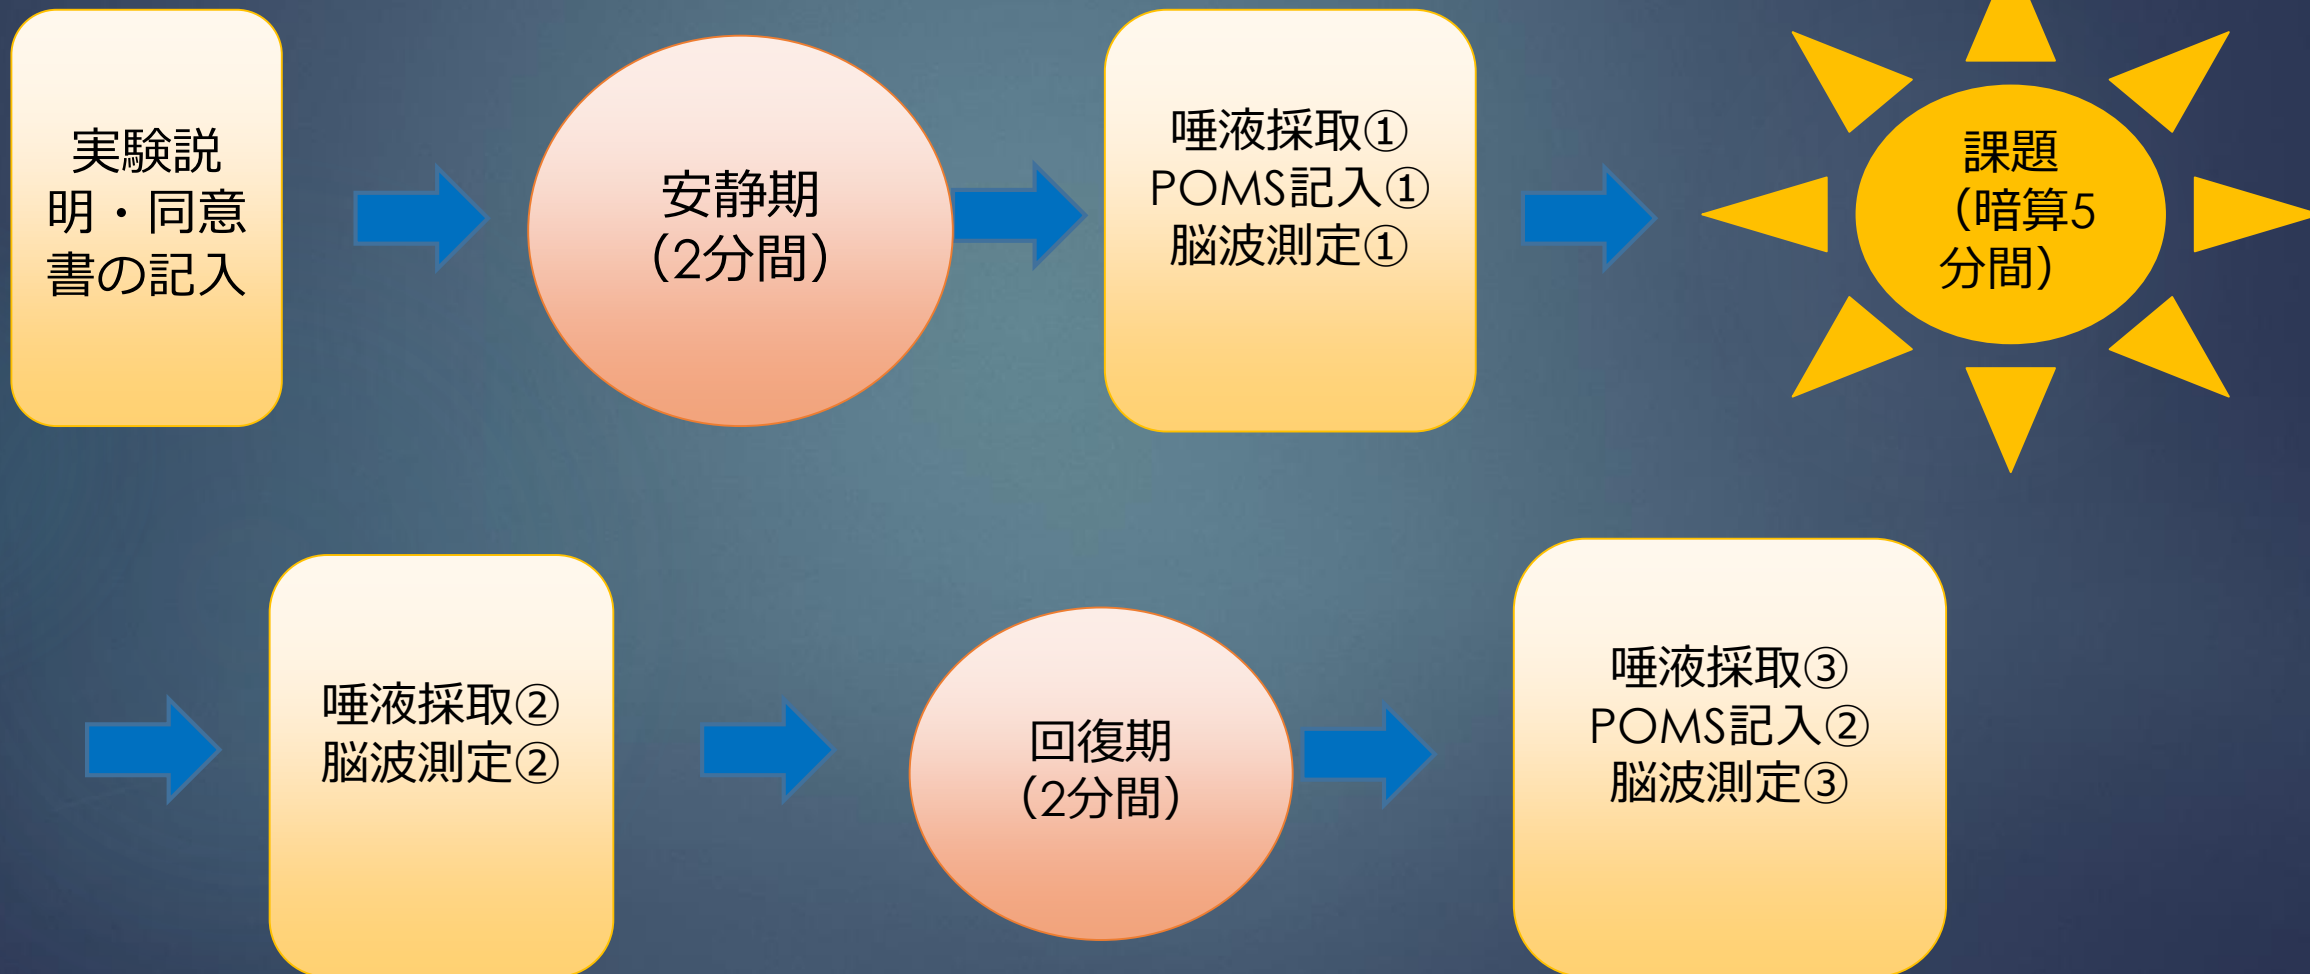 実験説
明・同意
書の記入
安静期
（2分間）
唾液採取①
POMS記入①
脳波測定①
課題
（暗算5
分間）
唾液採取②
脳波測定②
回復期
（2分間）
唾液採取③
POMS記入②
脳波測定③